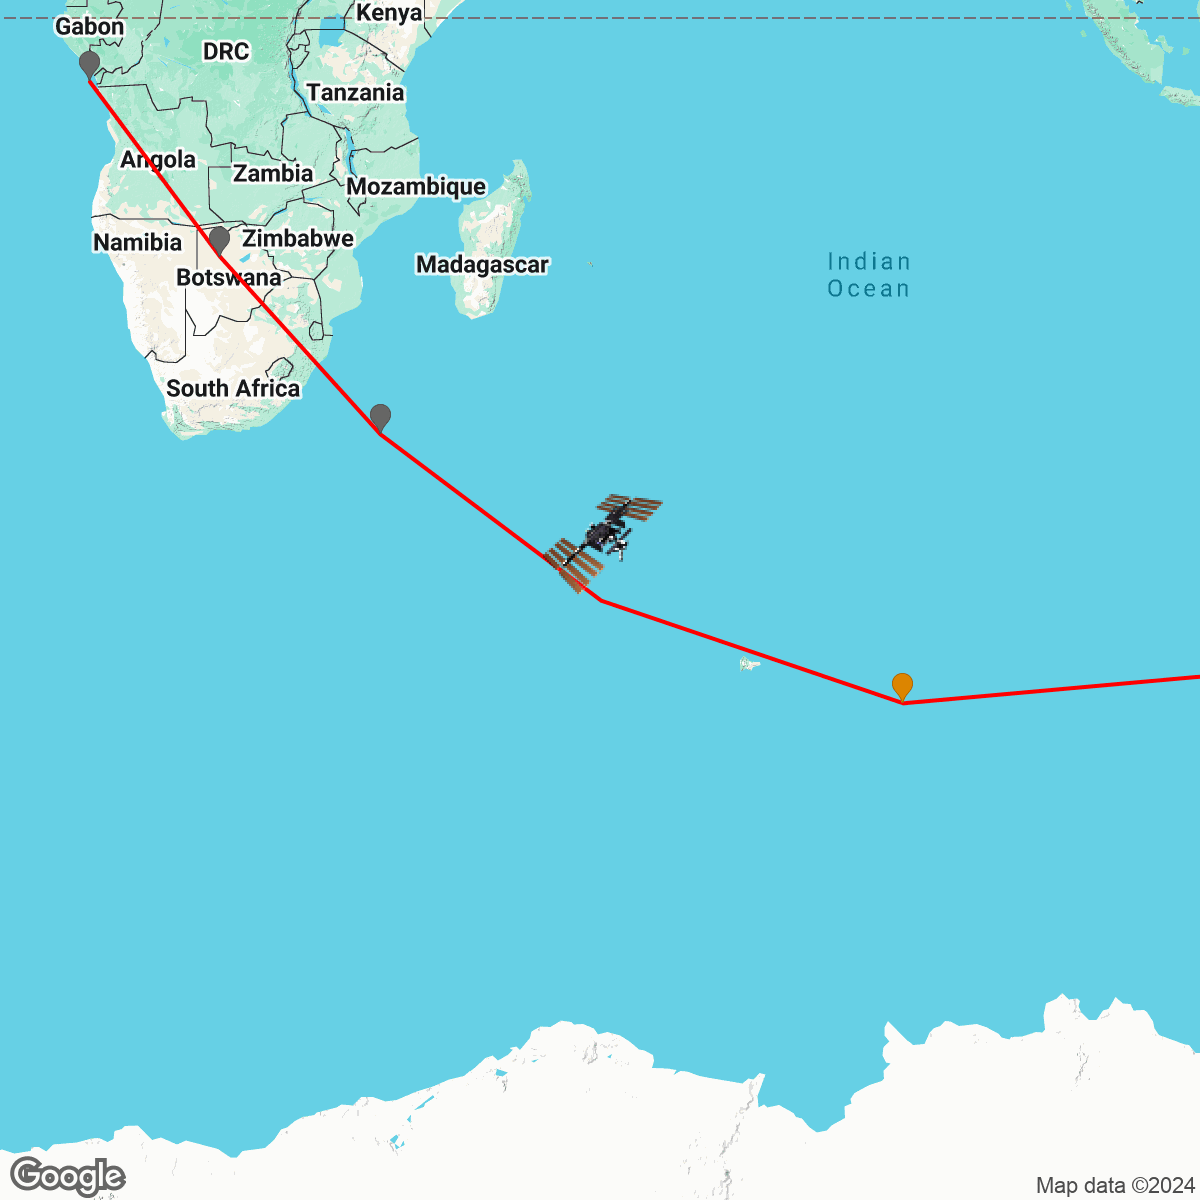 Kenya
Gabon
DRC
Tanzania
Angola
Zambia
Mozambique
Namibia
Zimbabwe
Madagascar
Botswana
Indian
Ocean
South Africa
Google
Map data ©2024